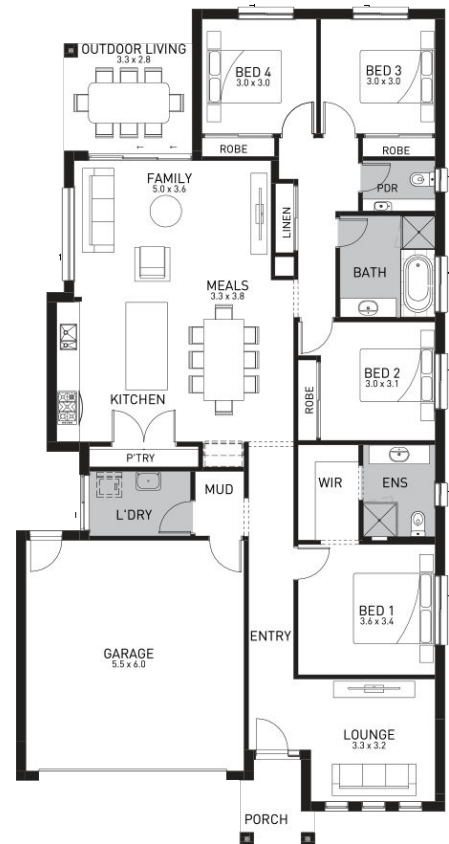 OUTDOOR LIVING
3.3 x 2.8
BED 4
3.0 x 3.0
BED 3
3.0 x 3.0
ROBE
ROBE
FAMILY
5.0 x 3.6
PDR
LINEN
BATH
MEALS
3.3 x 3.8
BED 2
3.0 x 3.1
ROBE
KITCHEN
P'TRY
MUD
WIR
ENS
L'DRY
BED 1
3.6 x 3.4
ENTRY
GARAGE
5.5 x 6.0
LOUNGE
3.3 x 3.2
PORCH